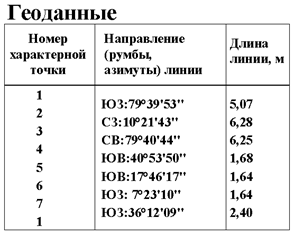 Геоданные
Номер характерной точки
Направление (румбы, азимуты) линии
Длина линии, м
1
ЮЗ:79°39'53" 5,07
2
СЗ:10°21'43" 6,28
3
СВ:79°40'44" 6,25
4
ЮВ:40°53'50" 1,68
5
ЮВ:17°46'17" 1,64
6
ЮЗ: 7°23'10" 1,64
7
ЮЗ:36°12'09" 2,40
1